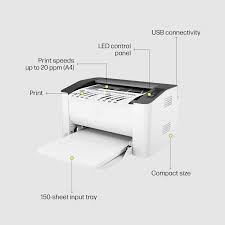 USB connectivity
LED control
panel
Print speeds
up to 20 ppm (A4)
Print
Compact size
150-sheet input tray